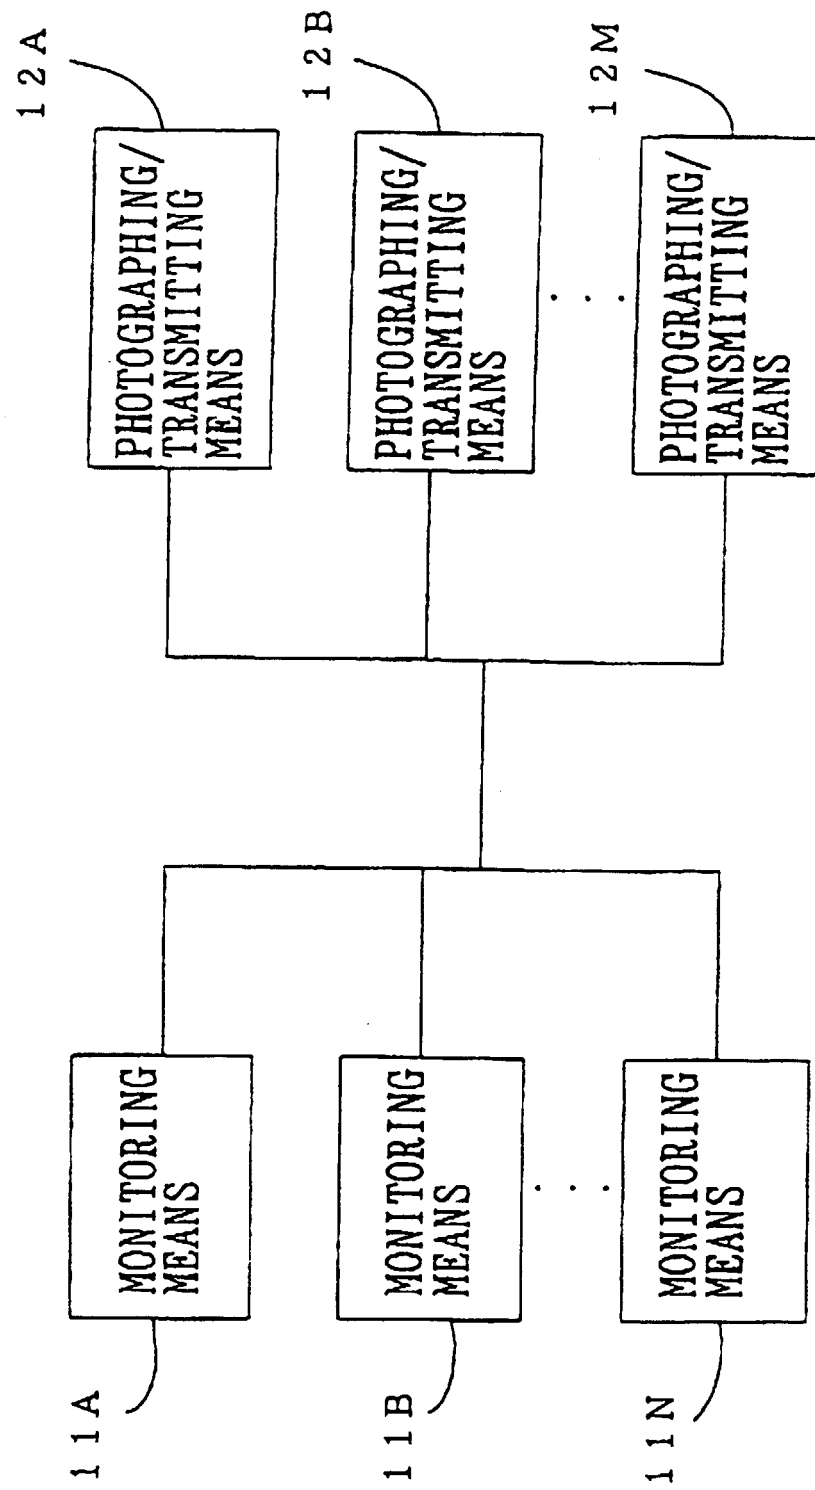 11A
MONITORING
MEANS
11B
MONITORING
MEANS
. . .
11N
MONITORING
MEANS
12A
PHOTOGRAPHING/
TRANSMITTING
MEANS
12B
PHOTOGRAPHING/
TRANSMITTING
MEANS
. . .
12M
PHOTOGRAPHING/
TRANSMITTING
MEANS